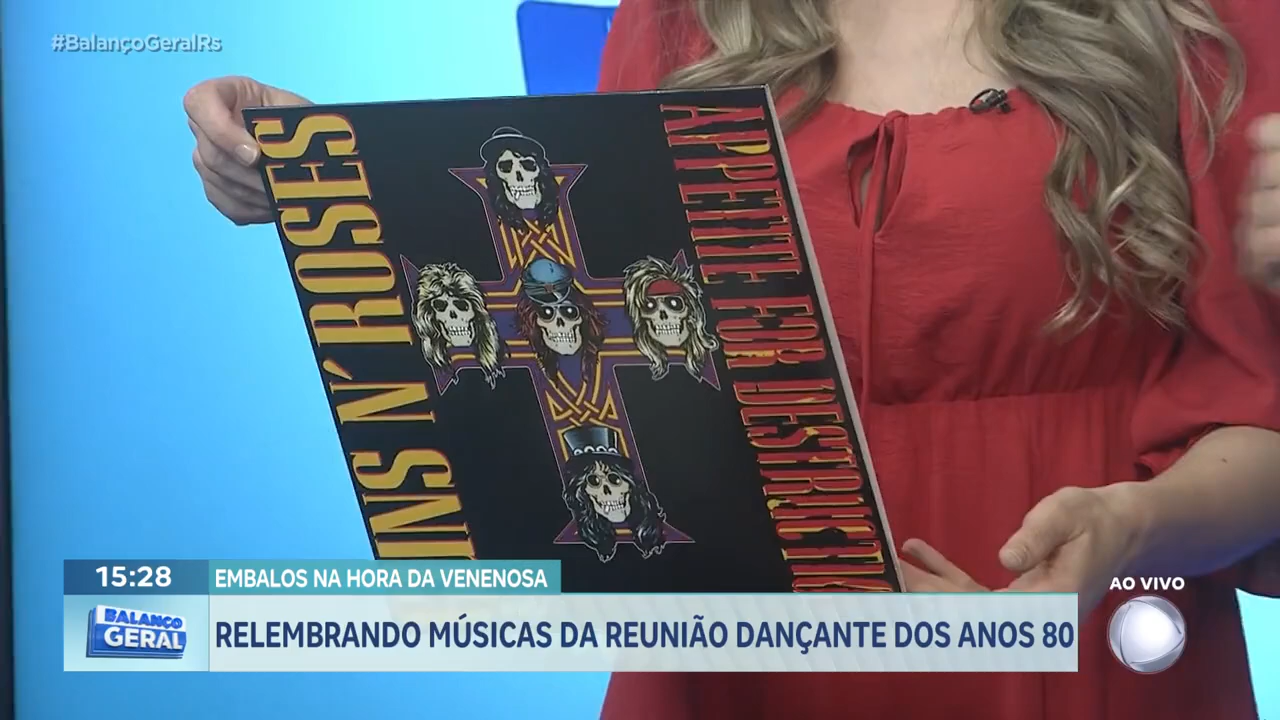 #BalançoGeralRs
GUNS N' ROSES
APPETITE FOR DESTRUCTION
15:28
EMBALOS NA HORA DA VENENOSA
BALANÇO
GERAL
RELEMBRANDO MÚSICAS DA REUNIÃO DANÇANTE DOS ANOS 80
AO VIVO